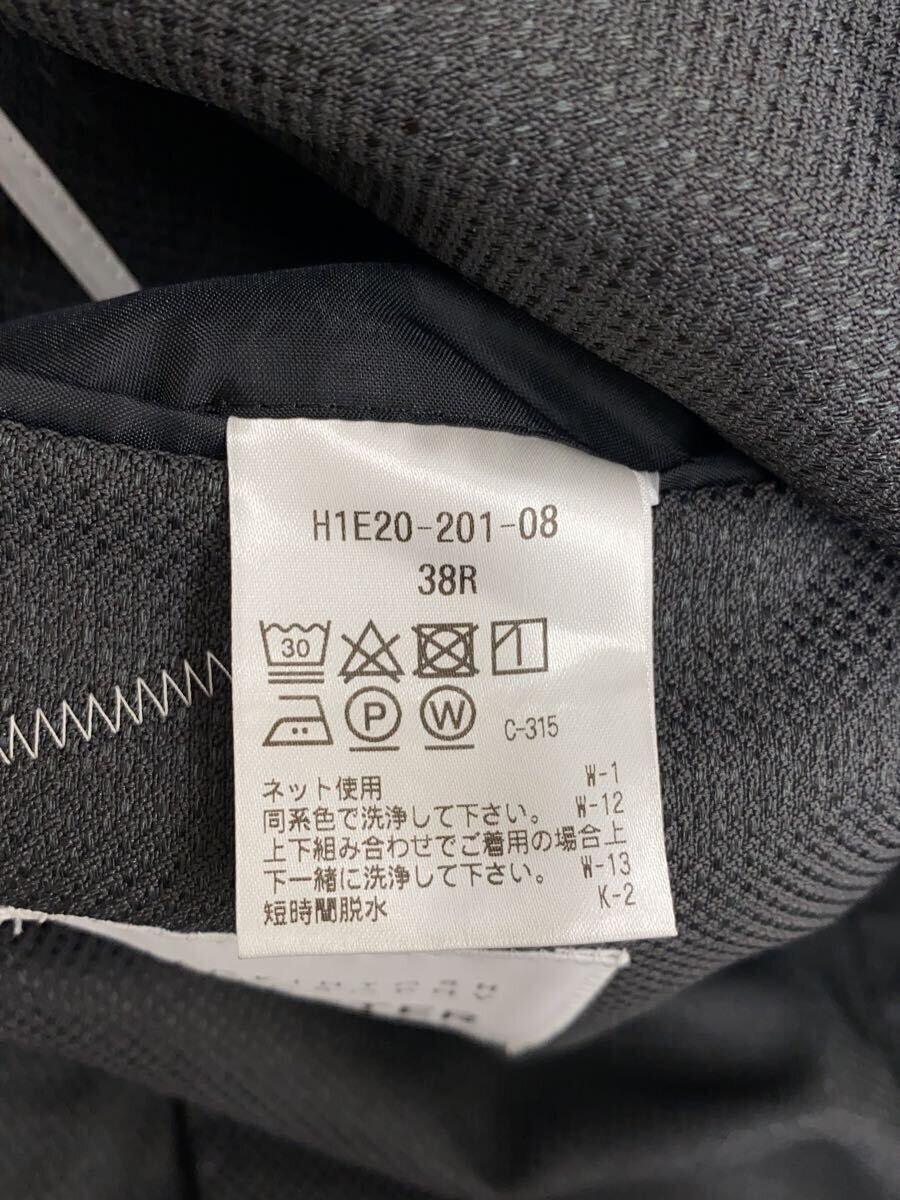 H1E20-201-08
38R
30
P W C-315
ネット使用 W-1
同系色で洗浄して下さい。 W-12
上下組み合わせでご着用の場合上
下一緒に洗浄して下さい。 W-13
短時間脱水 K-2